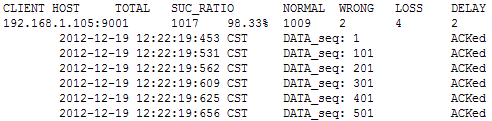 CLIENT HOST TOTAL SUC_RATIO NORMAL WRONG LOSS DELAY
192.168.1.105:9001 1017 98.33% 1009 2 4 2
2012-12-19 12:22:19:453 CST DATA_seq: 1 ACKed
2012-12-19 12:22:19:531 CST DATA_seq: 101 ACKed
2012-12-19 12:22:19:562 CST DATA_seq: 201 ACKed
2012-12-19 12:22:19:609 CST DATA_seq: 301 ACKed
2012-12-19 12:22:19:625 CST DATA_seq: 401 ACKed
2012-12-19 12:22:19:656 CST DATA_seq: 501 ACKed